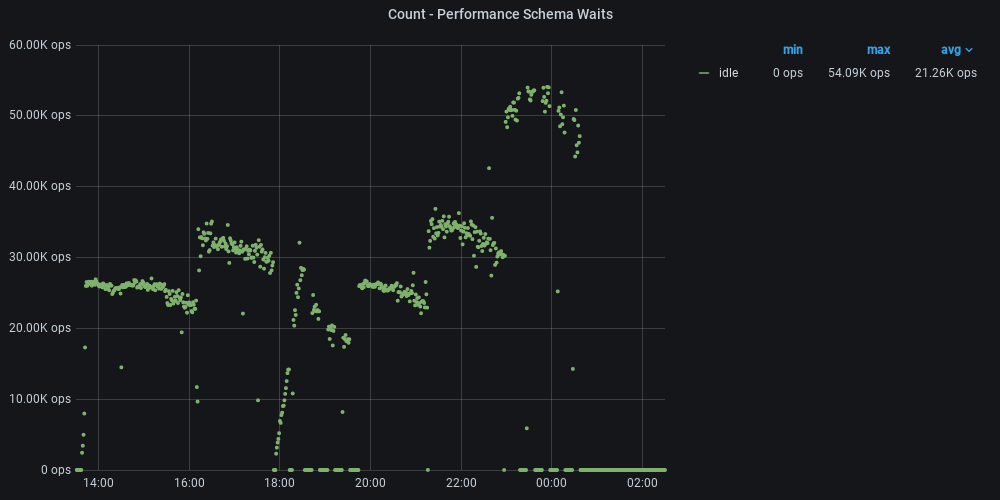 Count - Performance Schema Waits
60.00K ops
50.00K ops
40.00K ops
30.00K ops
20.00K ops
10.00K ops
0 ops
14:00 16:00 18:00 20:00 22:00 00:00 02:00
min max avg
idle 0 ops 54.09K ops 21.26K ops